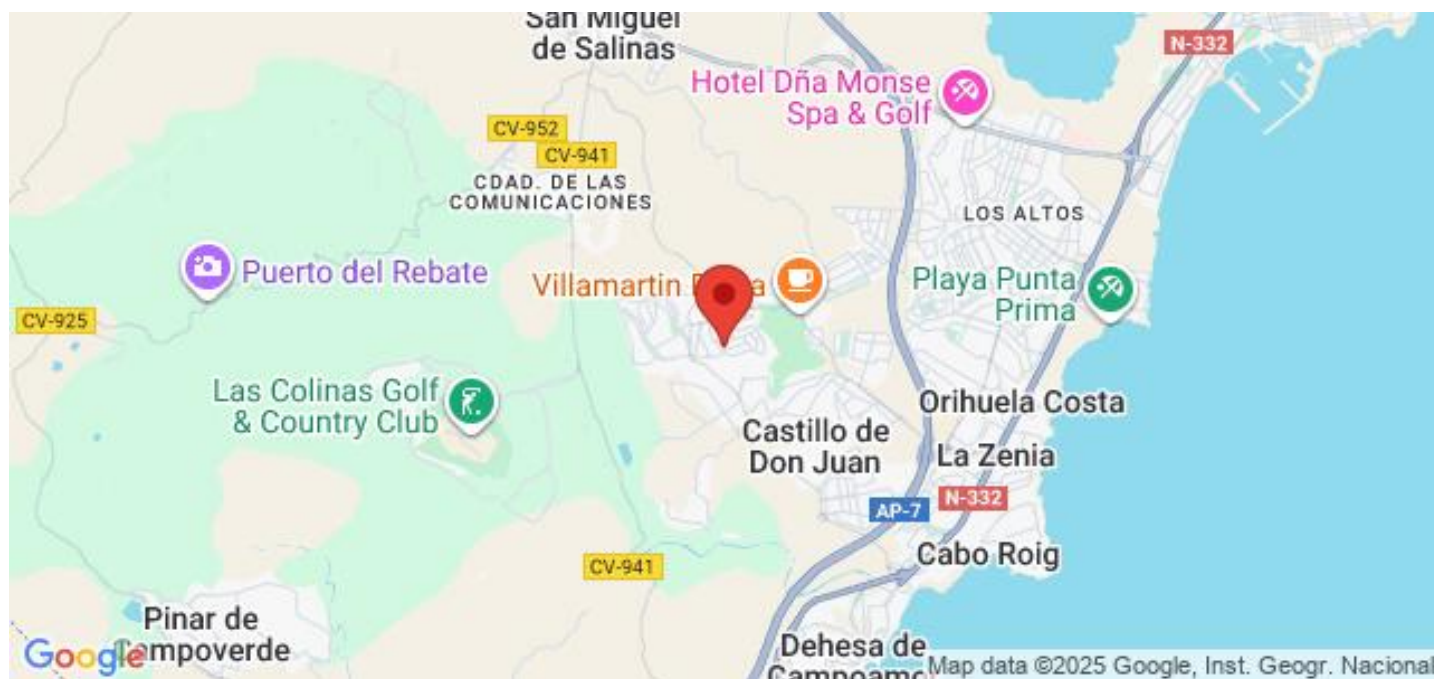 San Miguel
de Salinas
N-332
Hotel Dña Monse
Spa & Golf
CV-952
CV-941
CDAD. DE LAS
COMUNICACIONES
LOS ALTOS
Puerto del Rebate
Villamartin
Playa Punta
Prima
CV-925
Las Colinas Golf
& Country Club
Orihuela Costa
Castillo de
Don Juan
La Zenia
N-332
AP-7
Cabo Roig
CV-941
Pinar de
Campoverde
Google
Dehesa de
Campoamor
Map data ©2025 Google, Inst. Geogr. Nacional